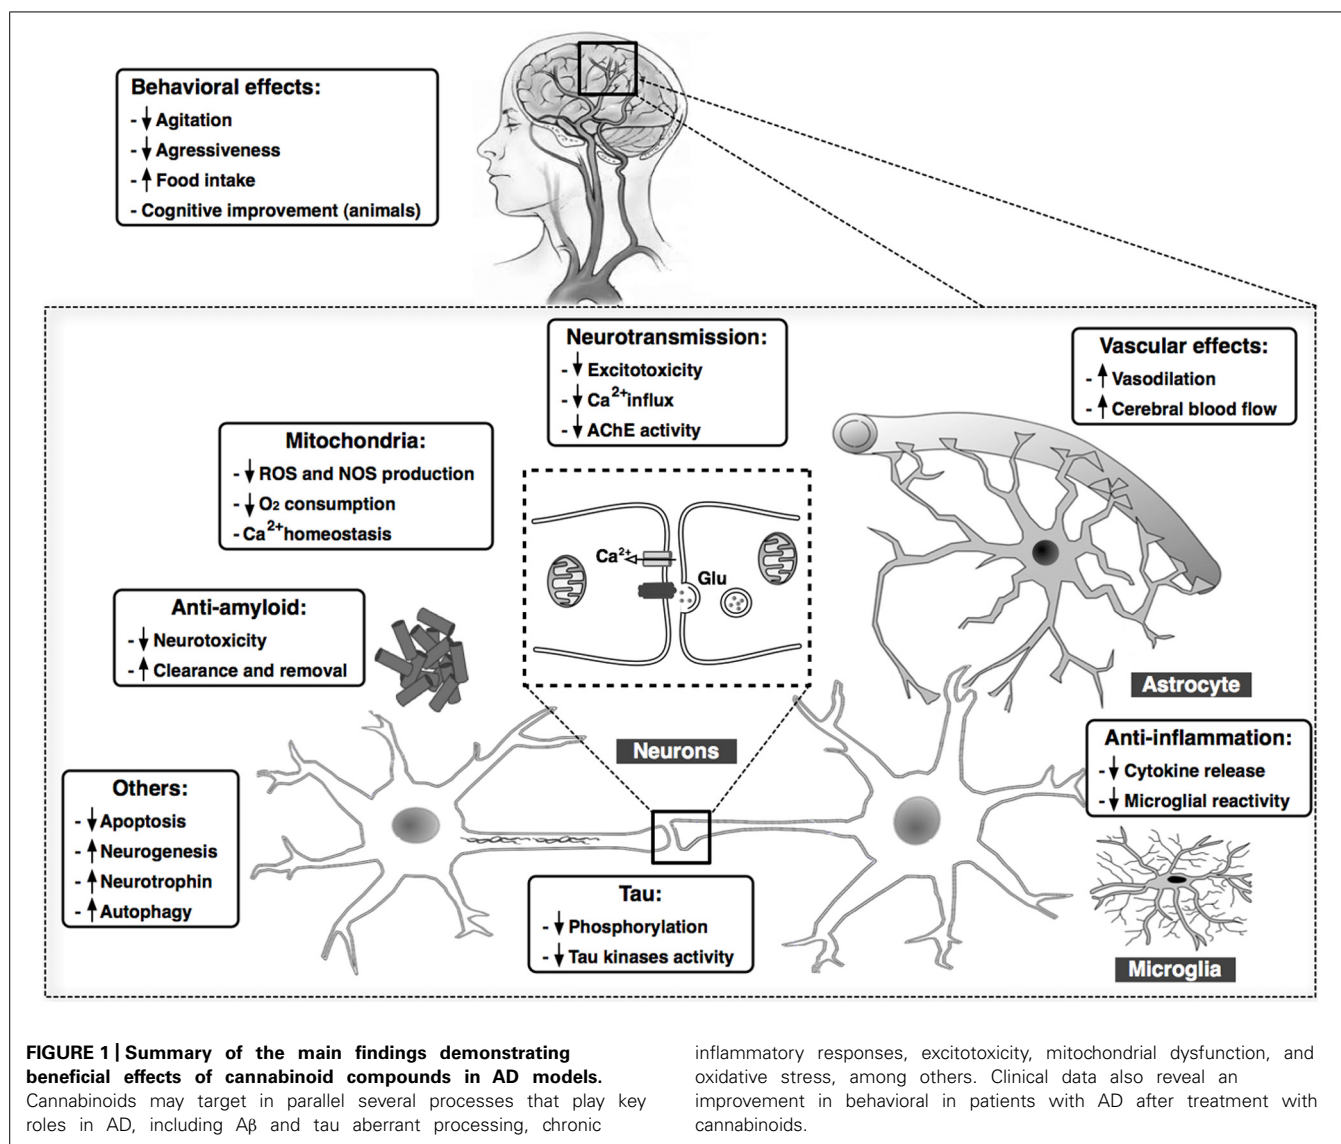 Behavioral effects:
- ↓ Agitation
- ↓ Agressiveness
- ↑ Food intake
- Cognitive improvement (animals)
Neurotransmission:
- ↓ Excitotoxicity
- ↓ Ca²⁺influx
- ↓ AChE activity
Vascular effects:
- ↑ Vasodilation
- ↑ Cerebral blood flow
Mitochondria:
- ↓ ROS and NOS production
- ↓ O₂ consumption
- Ca²⁺homeostasis
Ca²⁺
Glu
Anti-amyloid:
- ↓ Neurotoxicity
- ↑ Clearance and removal
Astrocyte
Neurons
Anti-inflammation:
- ↓ Cytokine release
- ↓ Microglial reactivity
Others:
- ↓ Apoptosis
- ↑ Neurogenesis
- ↑ Neurotrophin
- ↑ Autophagy
Tau:
- ↓ Phosphorylation
- ↓ Tau kinases activity
Microglia
FIGURE 1 | Summary of the main findings demonstrating
beneficial effects of cannabinoid compounds in AD models.
Cannabinoids may target in parallel several processes that play key
roles in AD, including Aβ and tau aberrant processing, chronic
inflammatory responses, excitotoxicity, mitochondrial dysfunction, and
oxidative stress, among others. Clinical data also reveal an
improvement in behavioral in patients with AD after treatment with
cannabinoids.